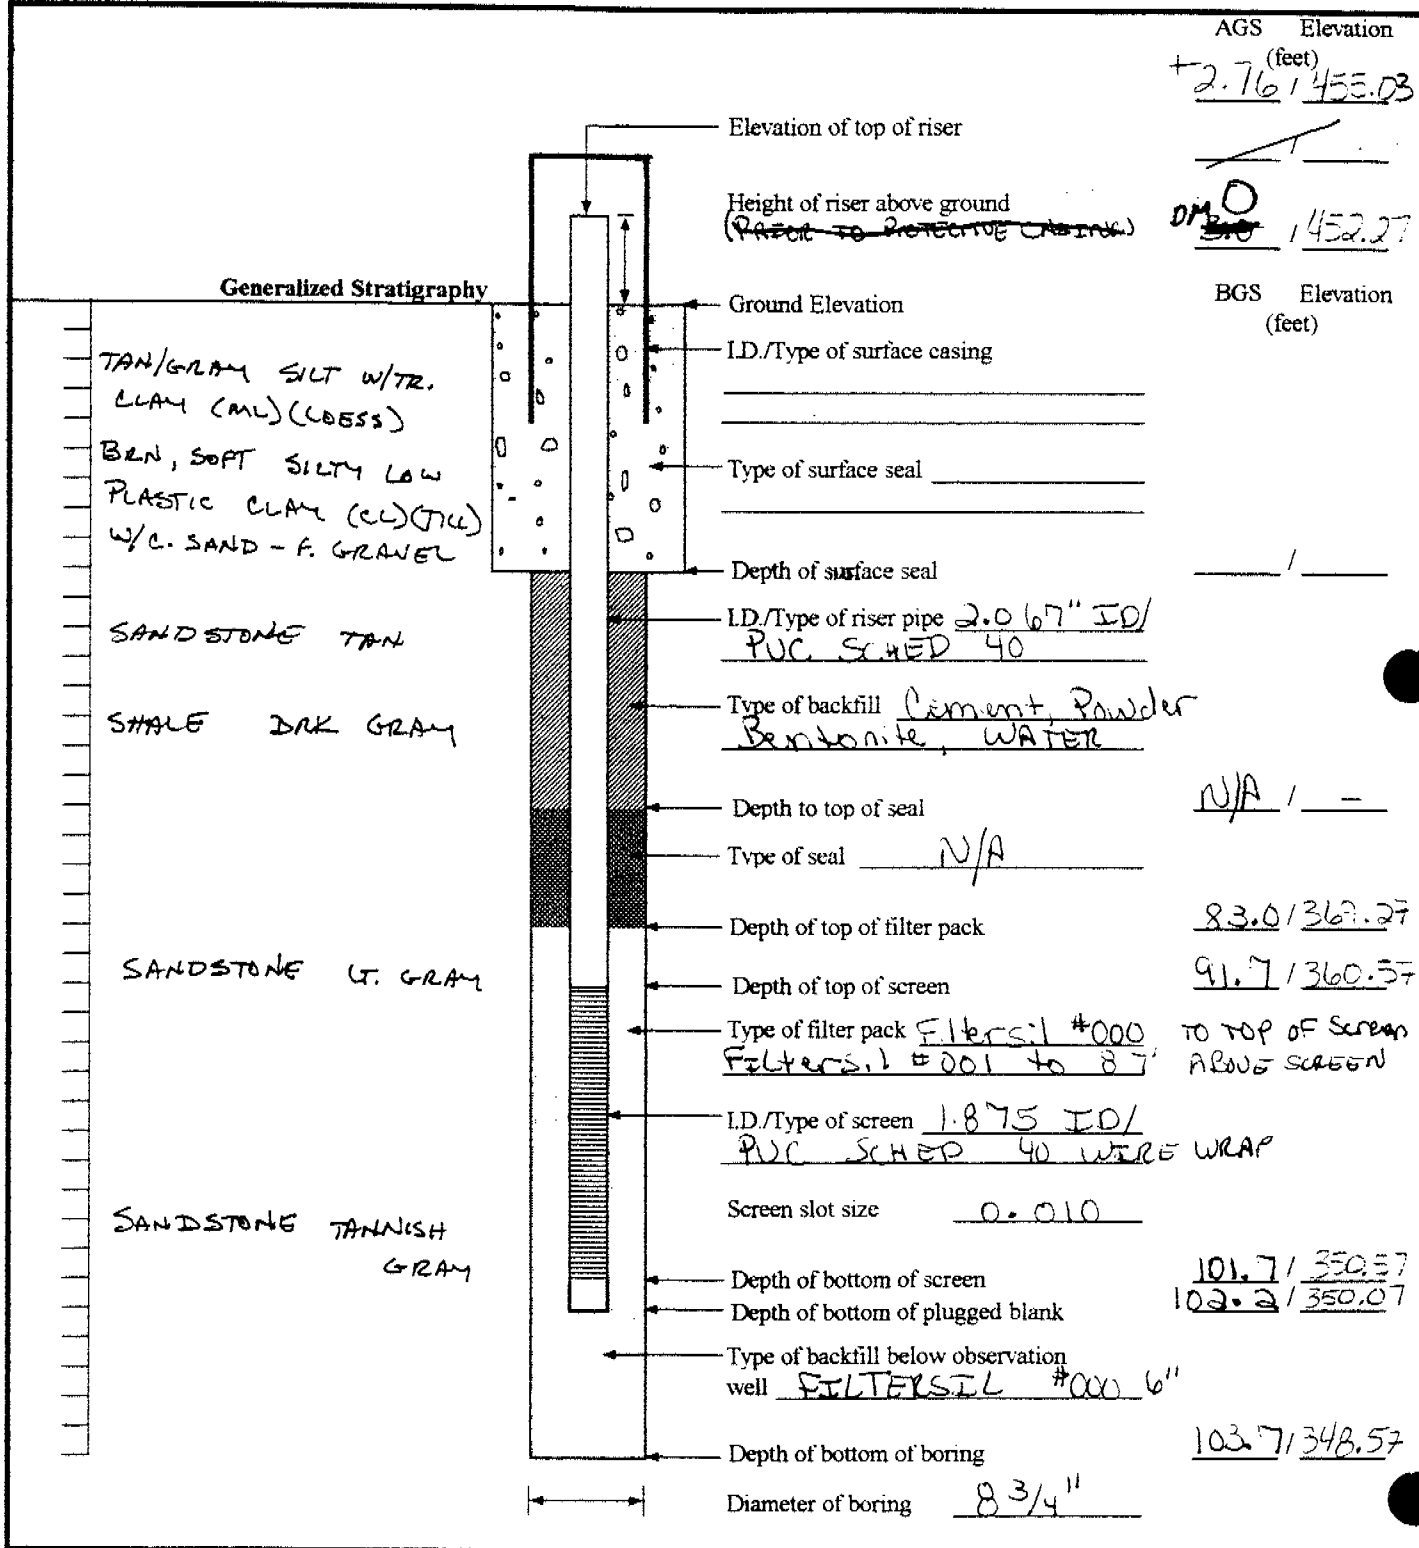 AGS Elevation
(feet)
+2.76 / 455.03
Elevation of top of riser
/
Height of riser above ground
(PRIOR TO PROTECTIVE CASING)
DM 0
3.0 / 452.27
Generalized Stratigraphy
Ground Elevation
BGS Elevation
(feet)
I.D./Type of surface casing
TAN/GRAY SILT W/TR.
CLAY (ML)(LOESS)
BRN, SOFT SILTY LOW
PLASTIC CLAY (CL)(TILL)
W/C. SAND - F. GRAVEL
Type of surface seal
Depth of surface seal /
I.D./Type of riser pipe 2.067" ID/
PVC SCHED 40
SANDSTONE TAN
Type of backfill Cement, Powder
Bentonite, WATER
SHALE DRK GRAY
Depth to top of seal N/A / -
Type of seal N/A
Depth of top of filter pack 83.0 / 369.27
SANDSTONE LT. GRAY
Depth of top of screen 91.7 / 360.57
Type of filter pack Filtersil #000 TO TOP OF Screen
Filtersil #001 to 87' ABOVE SCREEN
I.D./Type of screen 1.875 ID/
PVC SCHED 40 WIRE WRAP
Screen slot size 0.010
SANDSTONE TANNISH
GRAY
Depth of bottom of screen 101.7 / 350.57
Depth of bottom of plugged blank 102.2 / 350.07
Type of backfill below observation
well FILTERSIL #000 6"
Depth of bottom of boring 103.7 / 348.57
Diameter of boring 8 3/4"